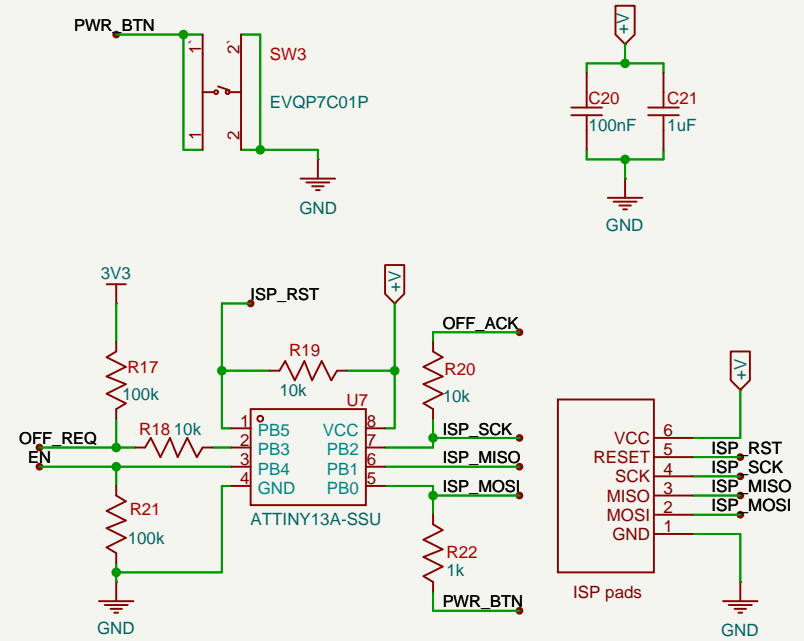 PWR_BTN
1
2
SW3
EVQP7C01P
1
2
GND
+V
C20
100nF
C21
1uF
GND
3V3
ISP_RST
+V
OFF_ACK
R17
100k
R19
10k
R20
10k
U7
OFF_REQ
R18 10k
EN
1 PB5
2 PB3
3 PB4
4 GND
VCC 8
PB2 7
PB1 6
PB0 5
ISP_SCK
ISP_MISO
ISP_MOSI
ATTINY13A-SSU
R21
100k
GND
R22
1k
PWR_BTN
+V
VCC 6
RESET 5 ISP_RST
SCK 4 ISP_SCK
MISO 3 ISP_MISO
MOSI 2 ISP_MOSI
GND 1
ISP pads
GND